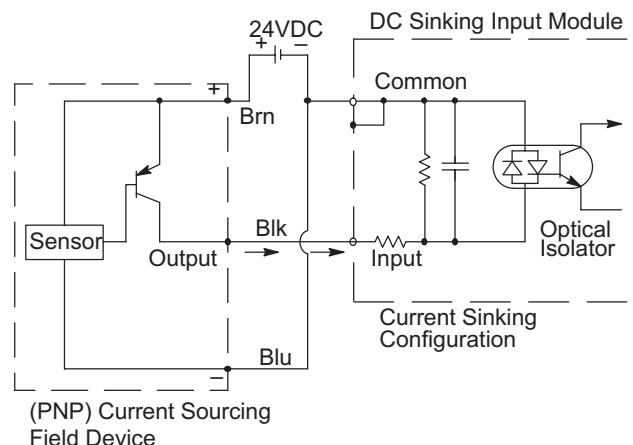 24VDC
+ −
DC Sinking Input Module
+
Brn
Common
Sensor
Output
Blk
Input
Optical
Isolator
Blu
−
Current Sinking
Configuration
(PNP) Current Sourcing
Field Device